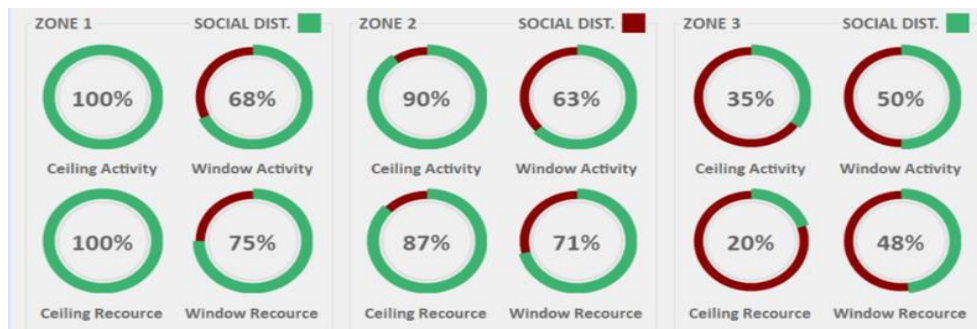 ZONE 1 SOCIAL DIST. ZONE 2 SOCIAL DIST. ZONE 3 SOCIAL DIST.
100% 68% 90% 63% 35% 50%
Ceiling Activity Window Activity Ceiling Activity Window Activity Ceiling Activity Window Activity
100% 75% 87% 71% 20% 48%
Ceiling Recource Window Recource Ceiling Recource Window Recource Ceiling Recource Window Recource